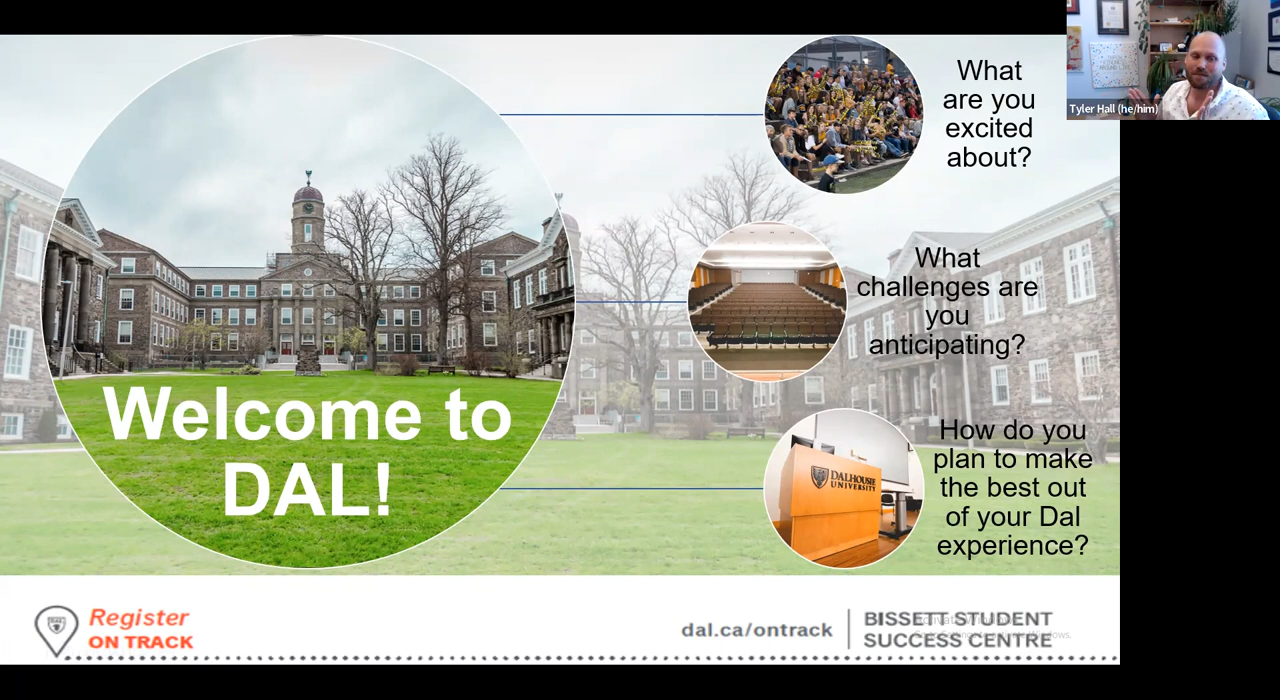 Welcome to
DAL!
What
are you
excited
about?
What
challenges are
you
anticipating?
How do you
plan to make
the best out
of your Dal
experience?
DALHOUSIE
UNIVERSITY
Tyler Hall (he/him)
Register
ON TRACK
dal.ca/ontrack
BISSETT STUDENT
SUCCESS CENTRE